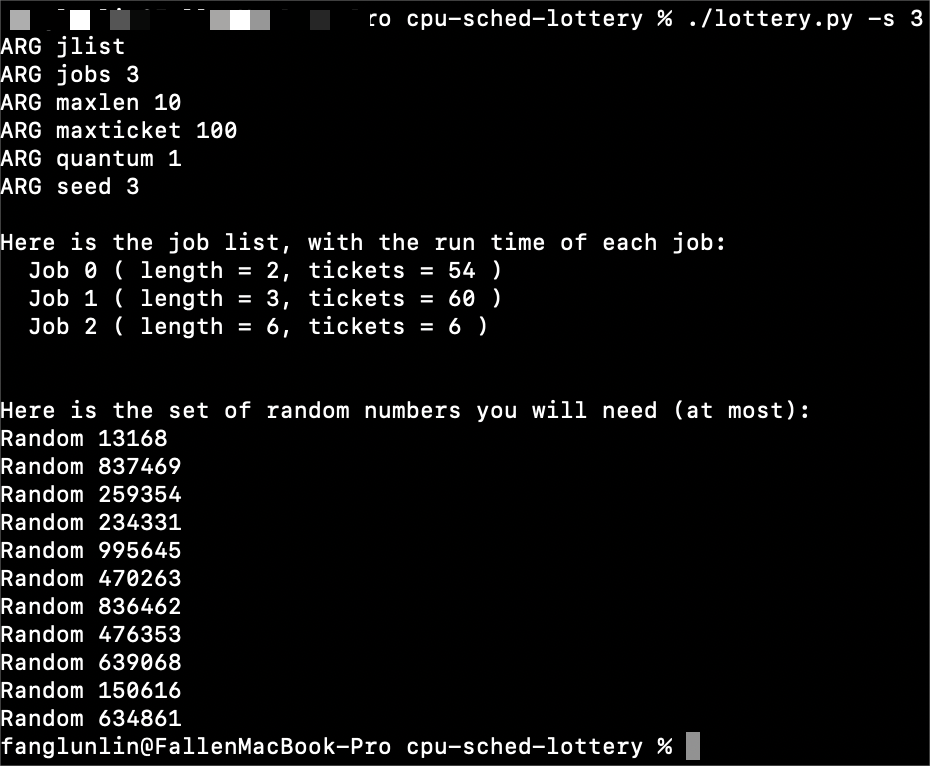 ro cpu-sched-lottery % ./lottery.py -s 3
ARG jlist
ARG jobs 3
ARG maxlen 10
ARG maxticket 100
ARG quantum 1
ARG seed 3
Here is the job list, with the run time of each job:
Job 0 ( length = 2, tickets = 54 )
Job 1 ( length = 3, tickets = 60 )
Job 2 ( length = 6, tickets = 6 )
Here is the set of random numbers you will need (at most):
Random 13168
Random 837469
Random 259354
Random 234331
Random 995645
Random 470263
Random 836462
Random 476353
Random 639068
Random 150616
Random 634861
fanglunlin@FallenMacBook-Pro cpu-sched-lottery %